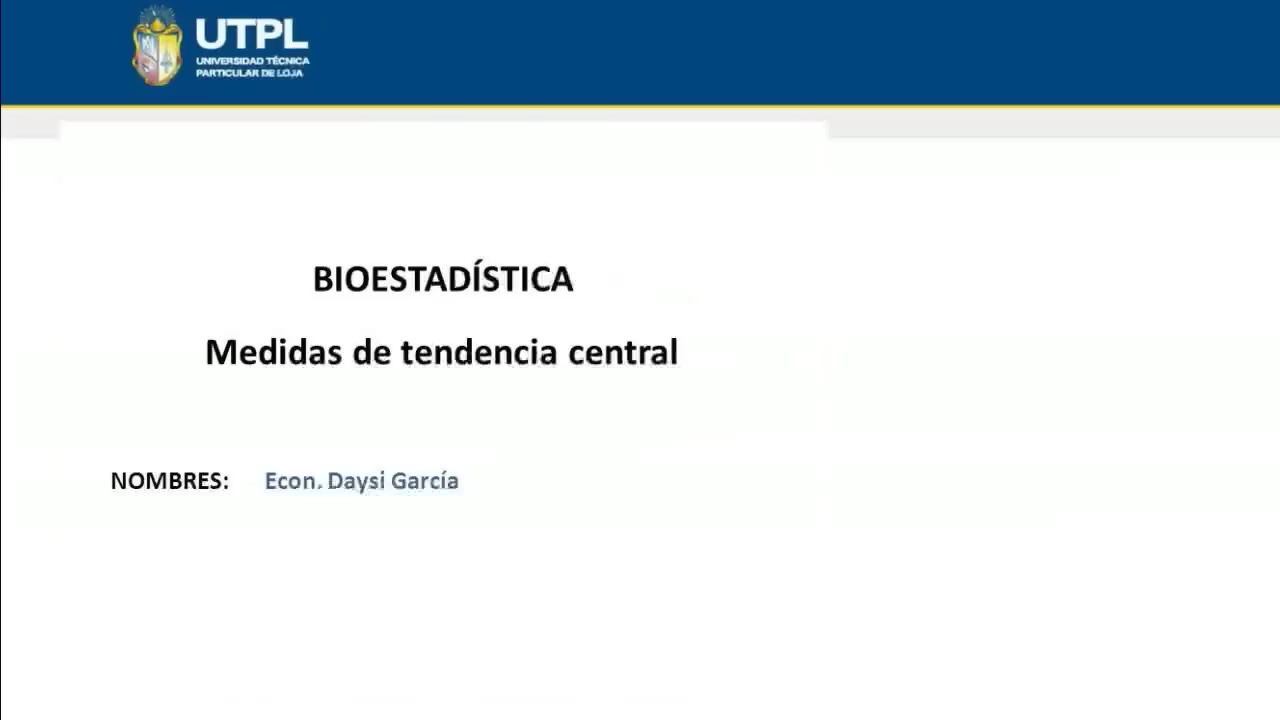 UTPL
UNIVERSIDAD TÉCNICA
PARTICULAR DE LOJA
BIOESTADÍSTICA
Medidas de tendencia central
NOMBRES: Econ. Daysi García